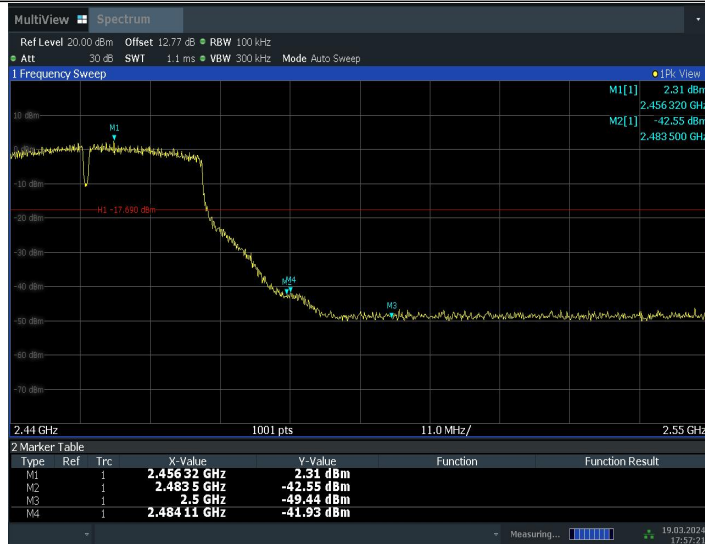 MultiView Spectrum
Ref Level 20.00 dBm Offset 12.77 dB RBW 100 kHz
Att 30 dB SWT 1.1 ms VBW 300 kHz Mode Auto Sweep
1 Frequency Sweep 1Pk View
M1[1] 2.31 dBm
2.456 320 GHz
M2[1] -42.55 dBm
2.483 500 GHz
10 dBm
M1
-10 dBm
H1 -17.690 dBm
-20 dBm
-30 dBm
M4
-40 dBm
M3
-50 dBm
-60 dBm
-70 dBm
2.44 GHz 1001 pts 11.0 MHz/ 2.55 GHz
2 Marker Table
Type Ref Trc X-Value Y-Value Function Function Result
M1 1 2.456 32 GHz 2.31 dBm
M2 1 2.483 5 GHz -42.55 dBm
M3 1 2.5 GHz -49.44 dBm
M4 1 2.484 11 GHz -41.93 dBm
Measuring... 19.03.2024
17:57:21